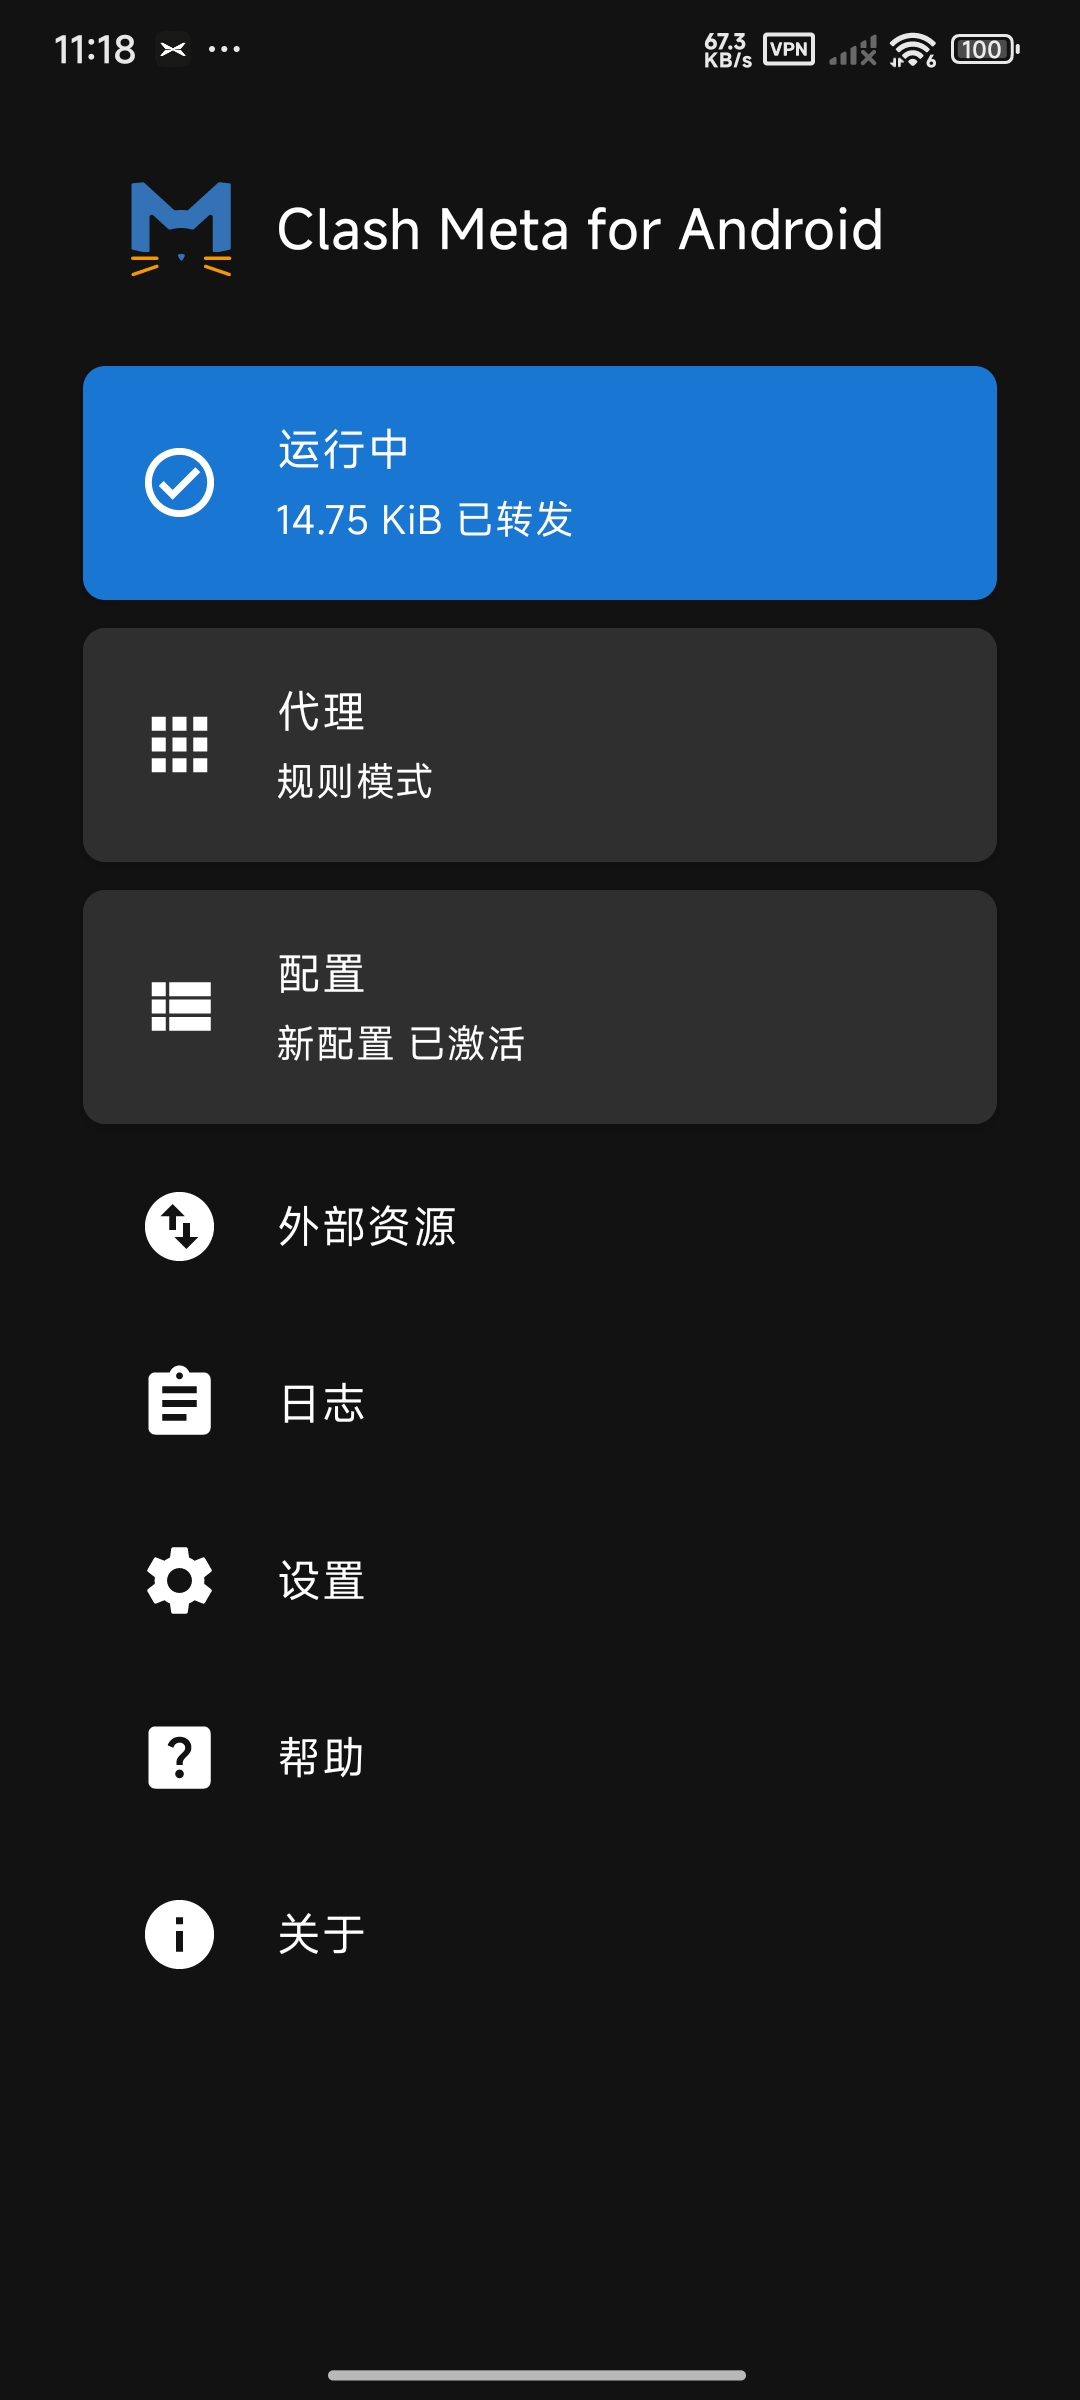 11:18 ... 67.3 KB/s VPN 6 100
Clash Meta for Android
运行中
14.75 KiB 已转发
代理
规则模式
配置
新配置 已激活
外部资源
日志
设置
帮助
关于